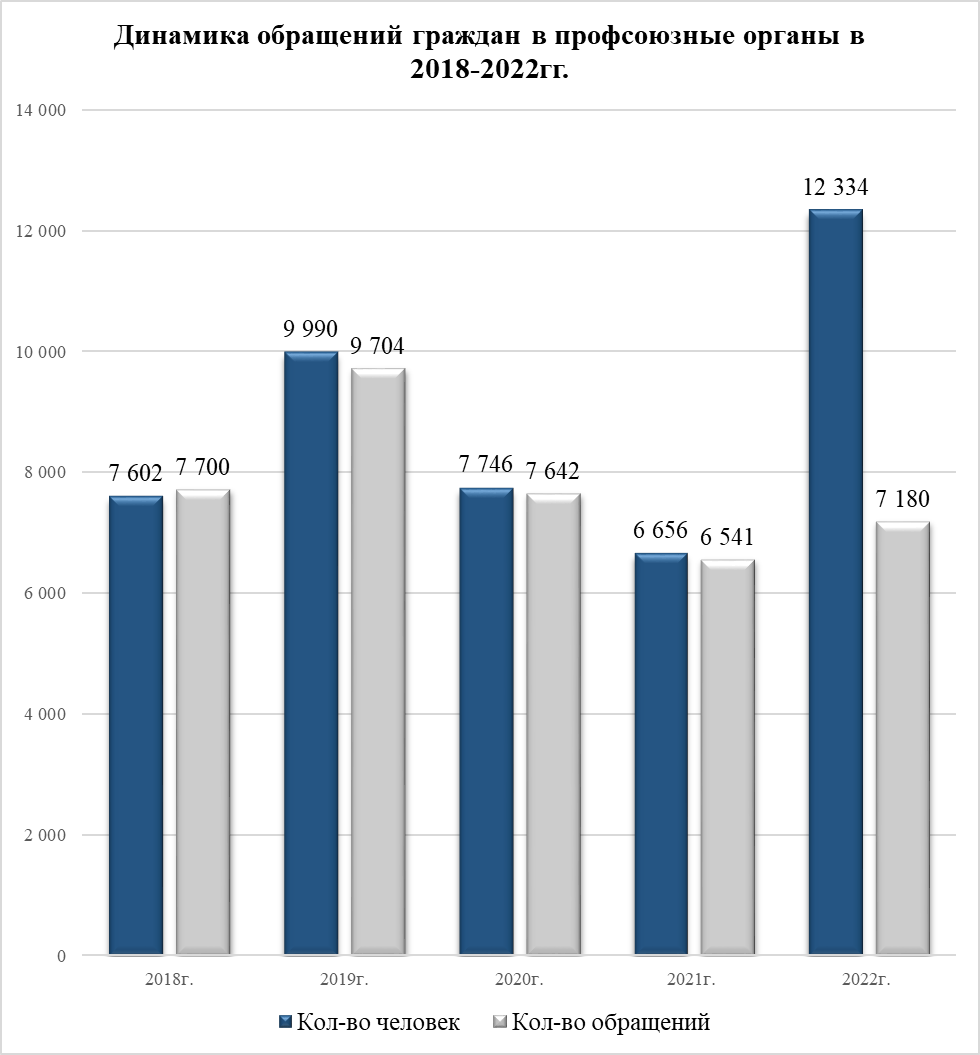 Динамика обращений граждан в профсоюзные органы в
2018-2022гг.
14 000
12 000
10 000
8 000
6 000
4 000
2 000
0
7 602
7 700
9 990
9 704
7 746
7 642
6 656
6 541
12 334
7 180
2018г.
2019г.
2020г.
2021г.
2022г.
Кол-во человек
Кол-во обращений